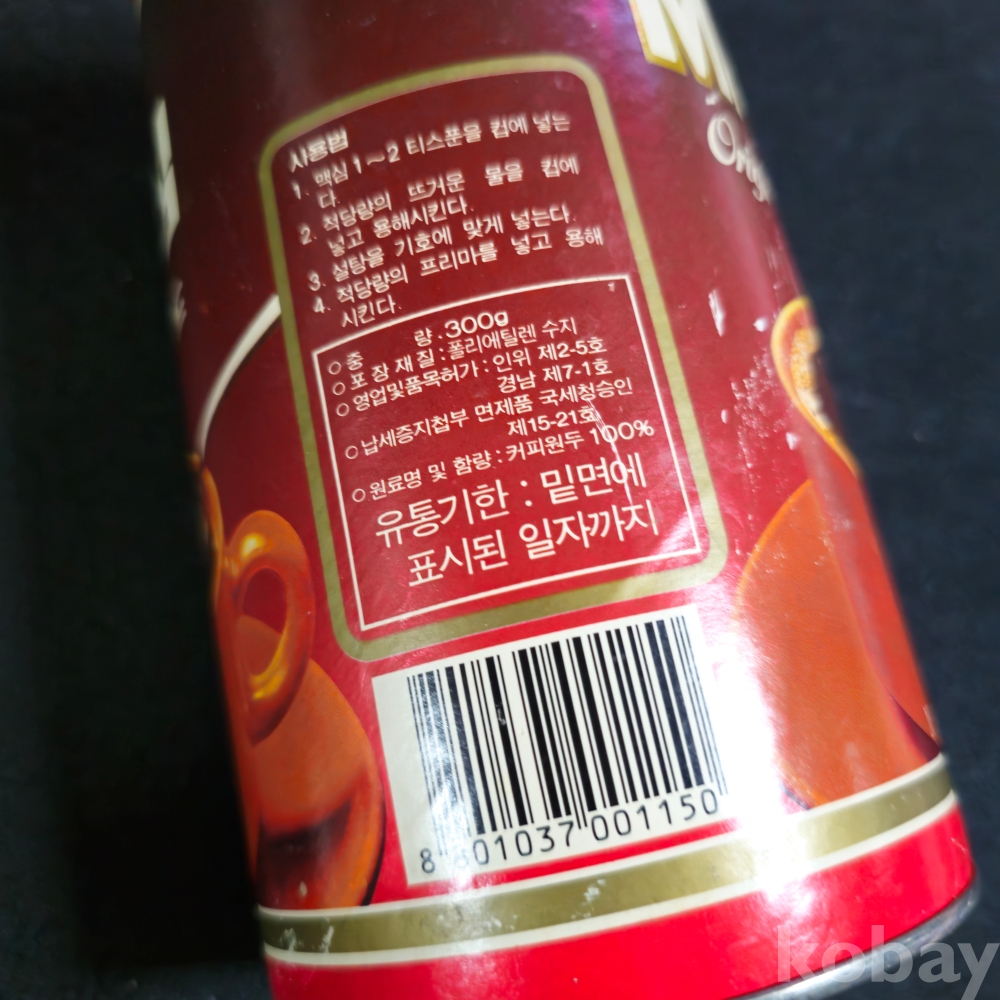 사용법
1. 맥심 1~2 티스푼을 컵에 넣는
다.
2. 적당량의 뜨거운 물을 컵에
넣고 용해시킨다.
3. 설탕을 기호에 맞게 넣는다.
4. 적당량의 프리마를 넣고 용해
시킨다.
○중 량 : 300g
○포 장 재 질 : 폴리에틸렌 수지
○영업및품목허가 : 인위 제2-5호
경남 제7-1호
○납세증지첩부 면제품 국세청승인
제15-21호
○원료명 및 함량 : 커피원두 100%
유통기한 : 밑면에
표시된 일자까지
8 801037 001150
kobay